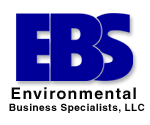 EBS
Environmental
Business Specialists, LLC